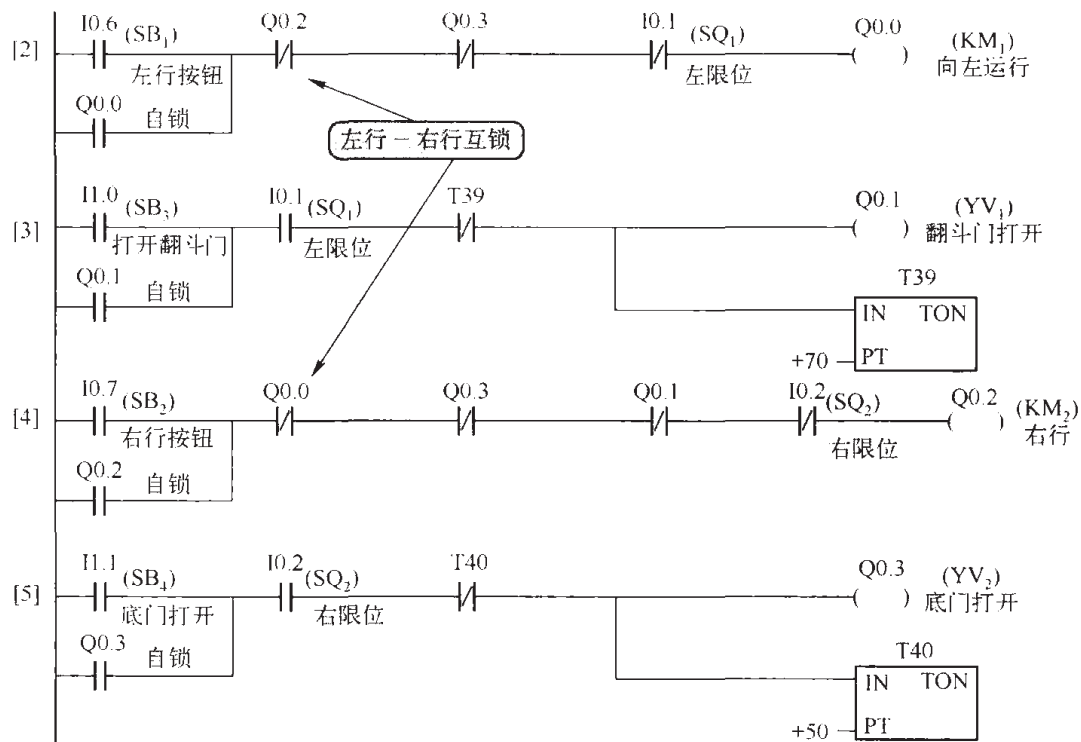 I0.6 (SB1) Q0.2 Q0.3 I0.1 (SQ1) Q0.0 (KM1)
[2] 左行按钮 左限位 向左运行
Q0.0 自锁
左行－右行互锁
I1.0 (SB3) I0.1 (SQ1) T39 Q0.1 (YV1)
[3] 打开翻斗门 左限位 翻斗门打开
Q0.1 自锁 T39
IN TON
+70 PT
I0.7 (SB2) Q0.0 Q0.3 Q0.1 I0.2 (SQ2) Q0.2 (KM2)
[4] 右行按钮 右限位 右行
Q0.2 自锁
I1.1 (SB4) I0.2 (SQ2) T40 Q0.3 (YV2)
[5] 底门打开 右限位 底门打开
Q0.3 自锁 T40
IN TON
+50 PT